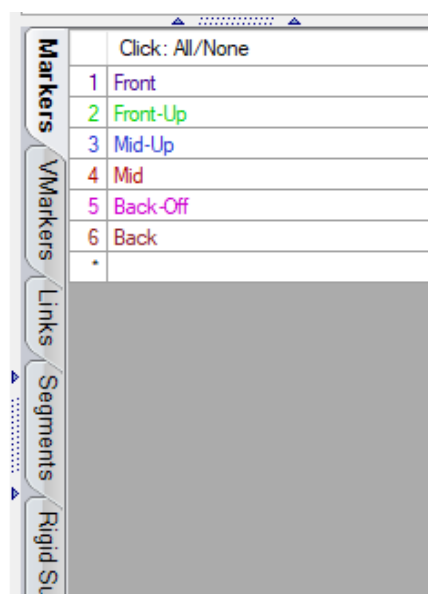 Click: All/None
1 Front
2 Front-Up
3 Mid-Up
4 Mid
5 Back-Off
6 Back
*
Markers
VMarkers
Links
Segments
Rigid